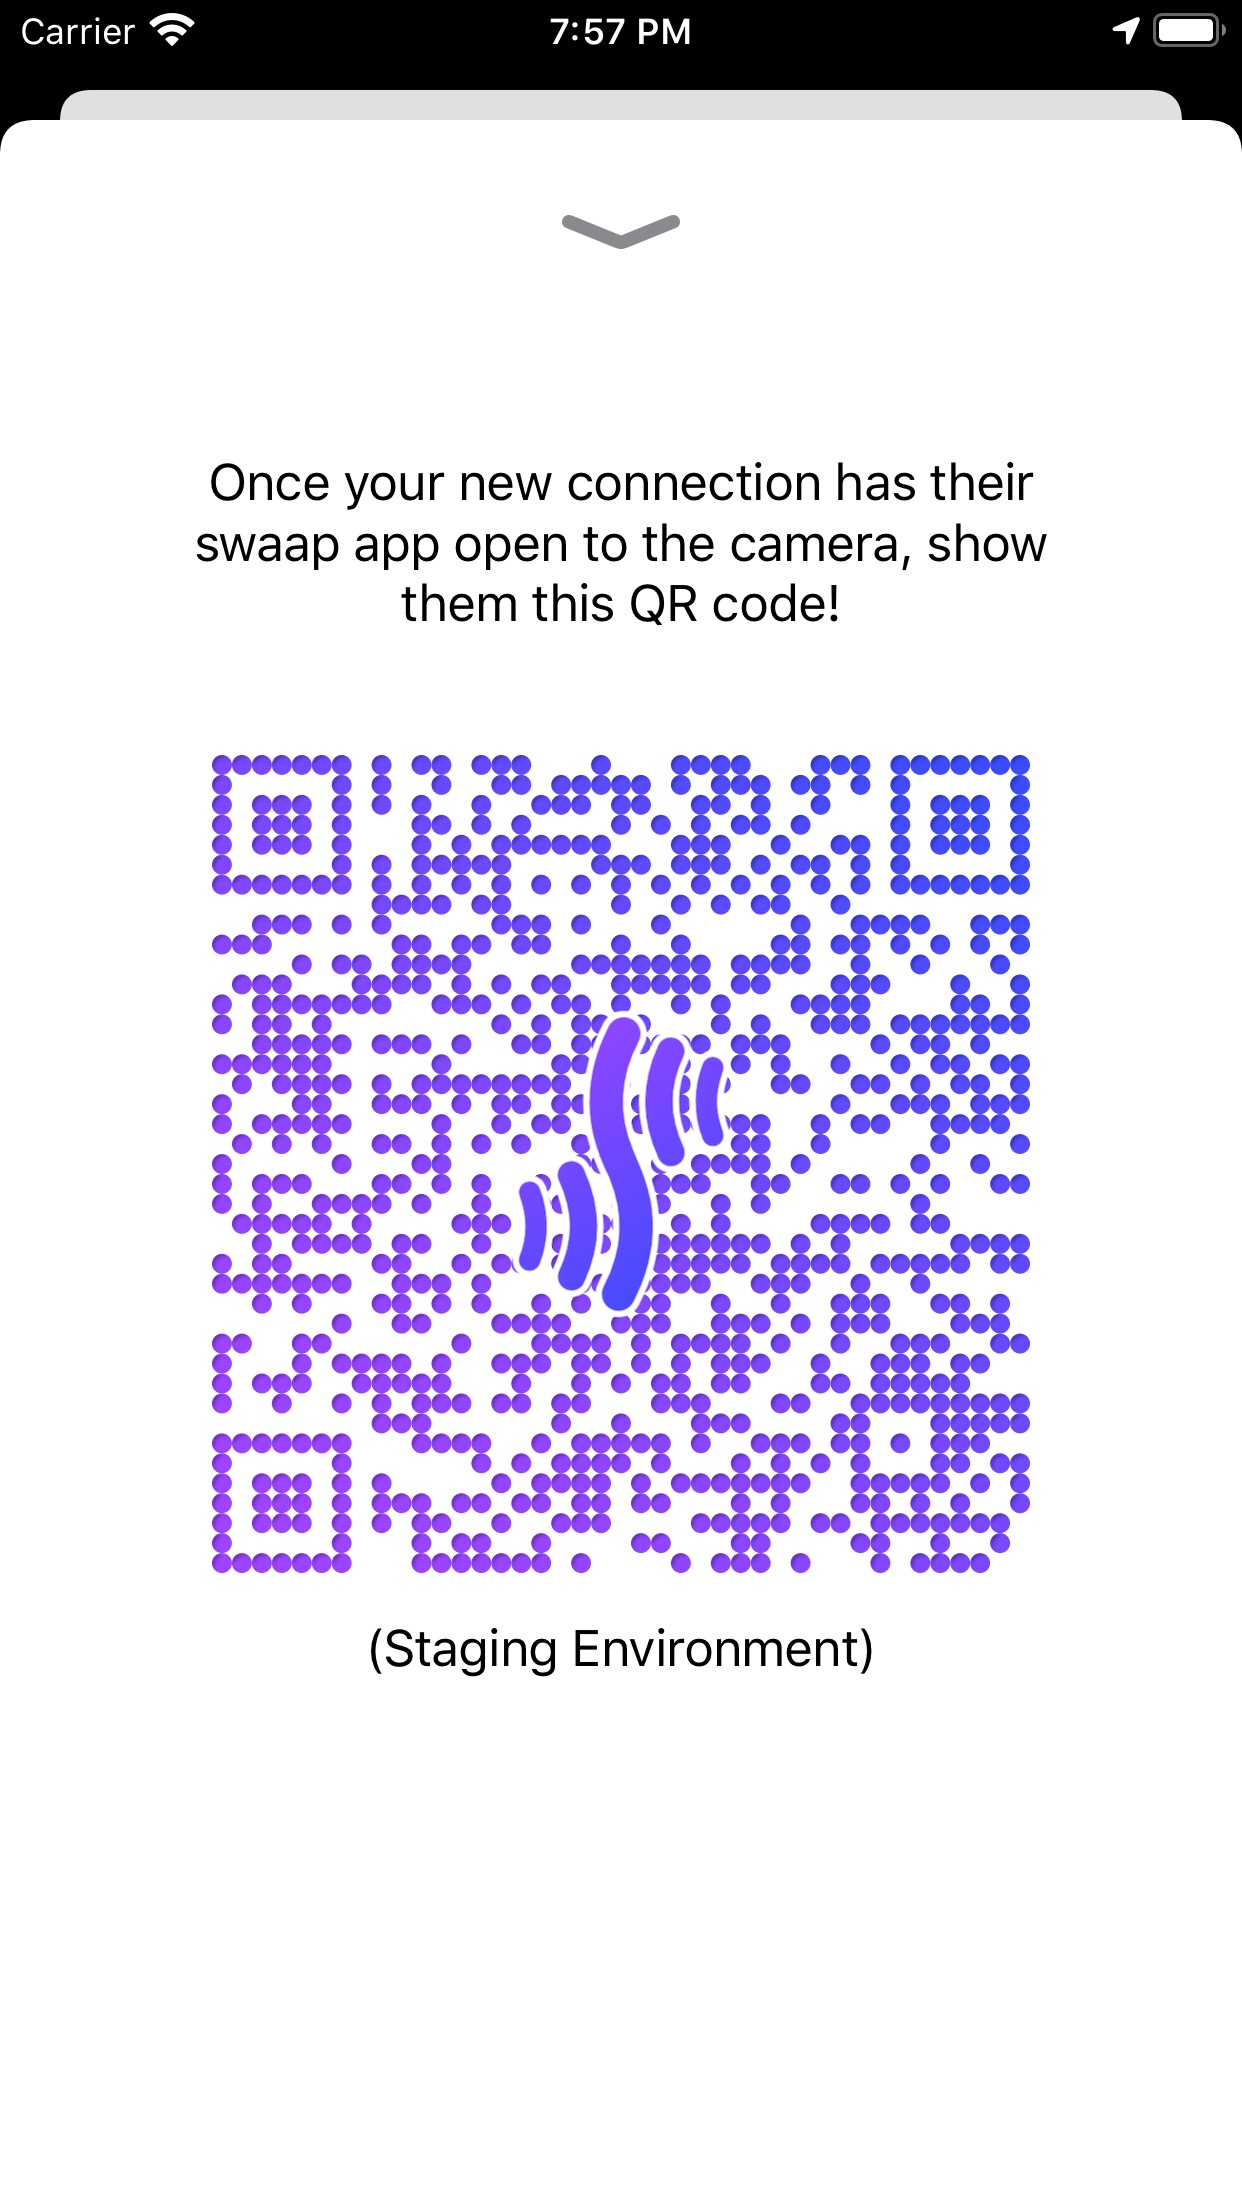 Carrier 7:57 PM
Once your new connection has their
swaap app open to the camera, show
them this QR code!
(Staging Environment)